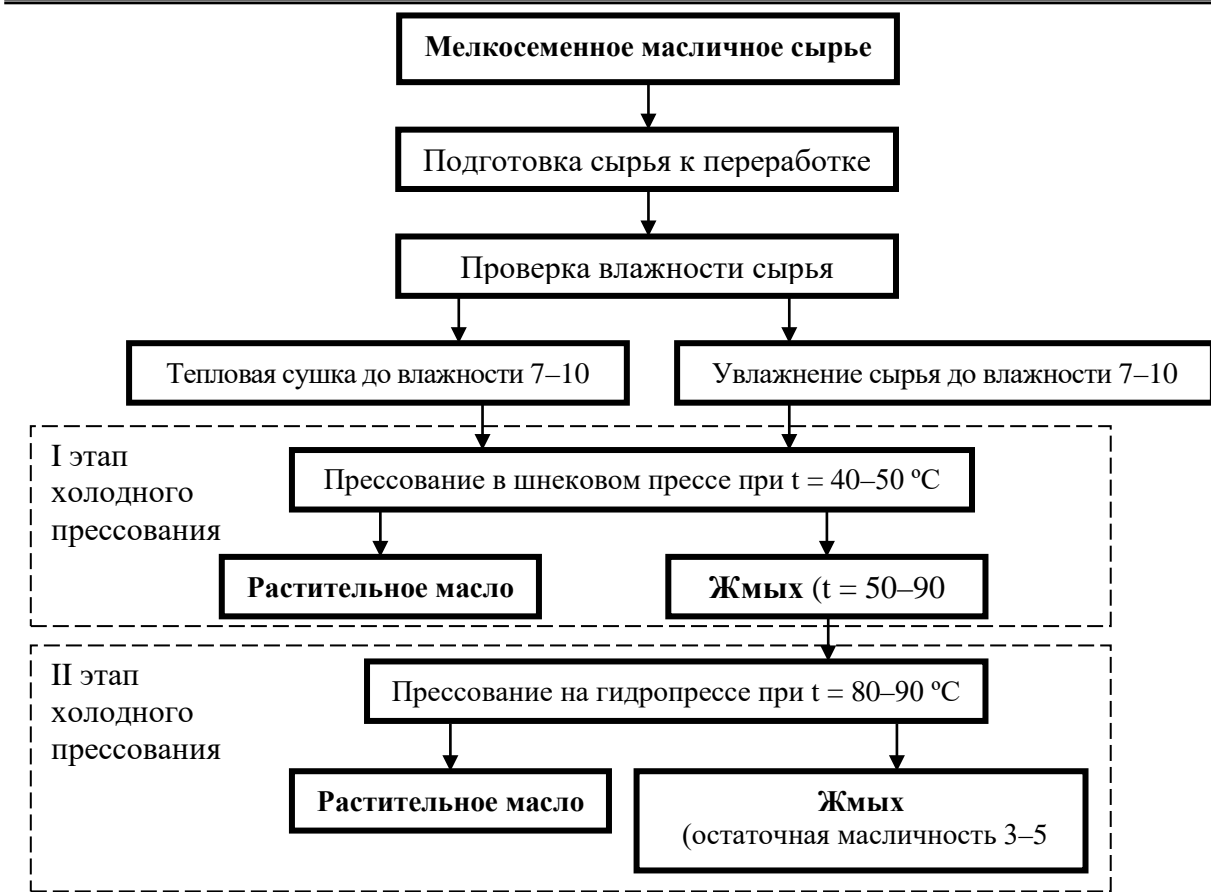 Мелкосеменное масличное сырье
Подготовка сырья к переработке
Проверка влажности сырья
Тепловая сушка до влажности 7–10
Увлажнение сырья до влажности 7–10
I этап
холодного
прессования
Прессование в шнековом прессе при t = 40–50 ºС
Растительное масло
Жмых (t = 50–90
II этап
холодного
прессования
Прессование на гидропрессе при t = 80–90 ºС
Растительное масло
Жмых
(остаточная масличность 3–5